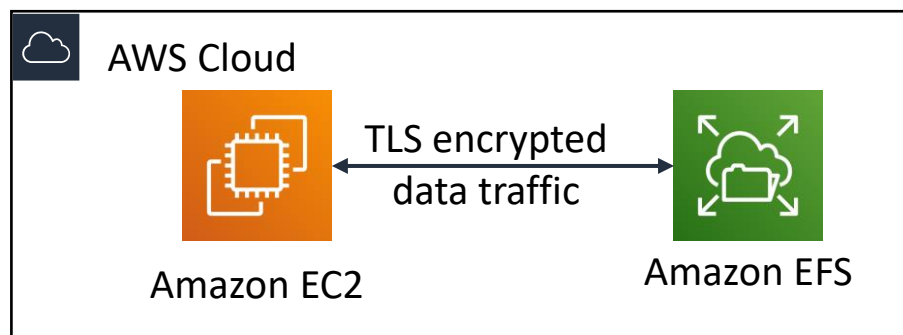 AWS Cloud
TLS encrypted
data traffic
Amazon EC2
Amazon EFS